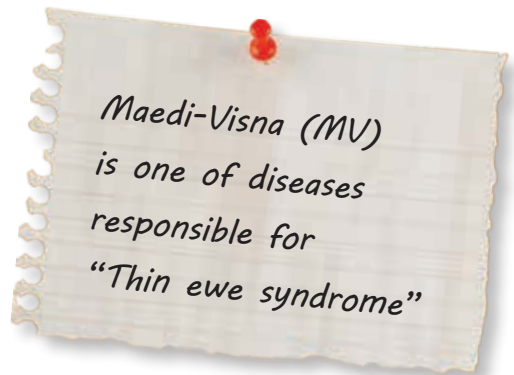 Maedi-Visna (MV)
is one of diseases
responsible for
“Thin ewe syndrome”